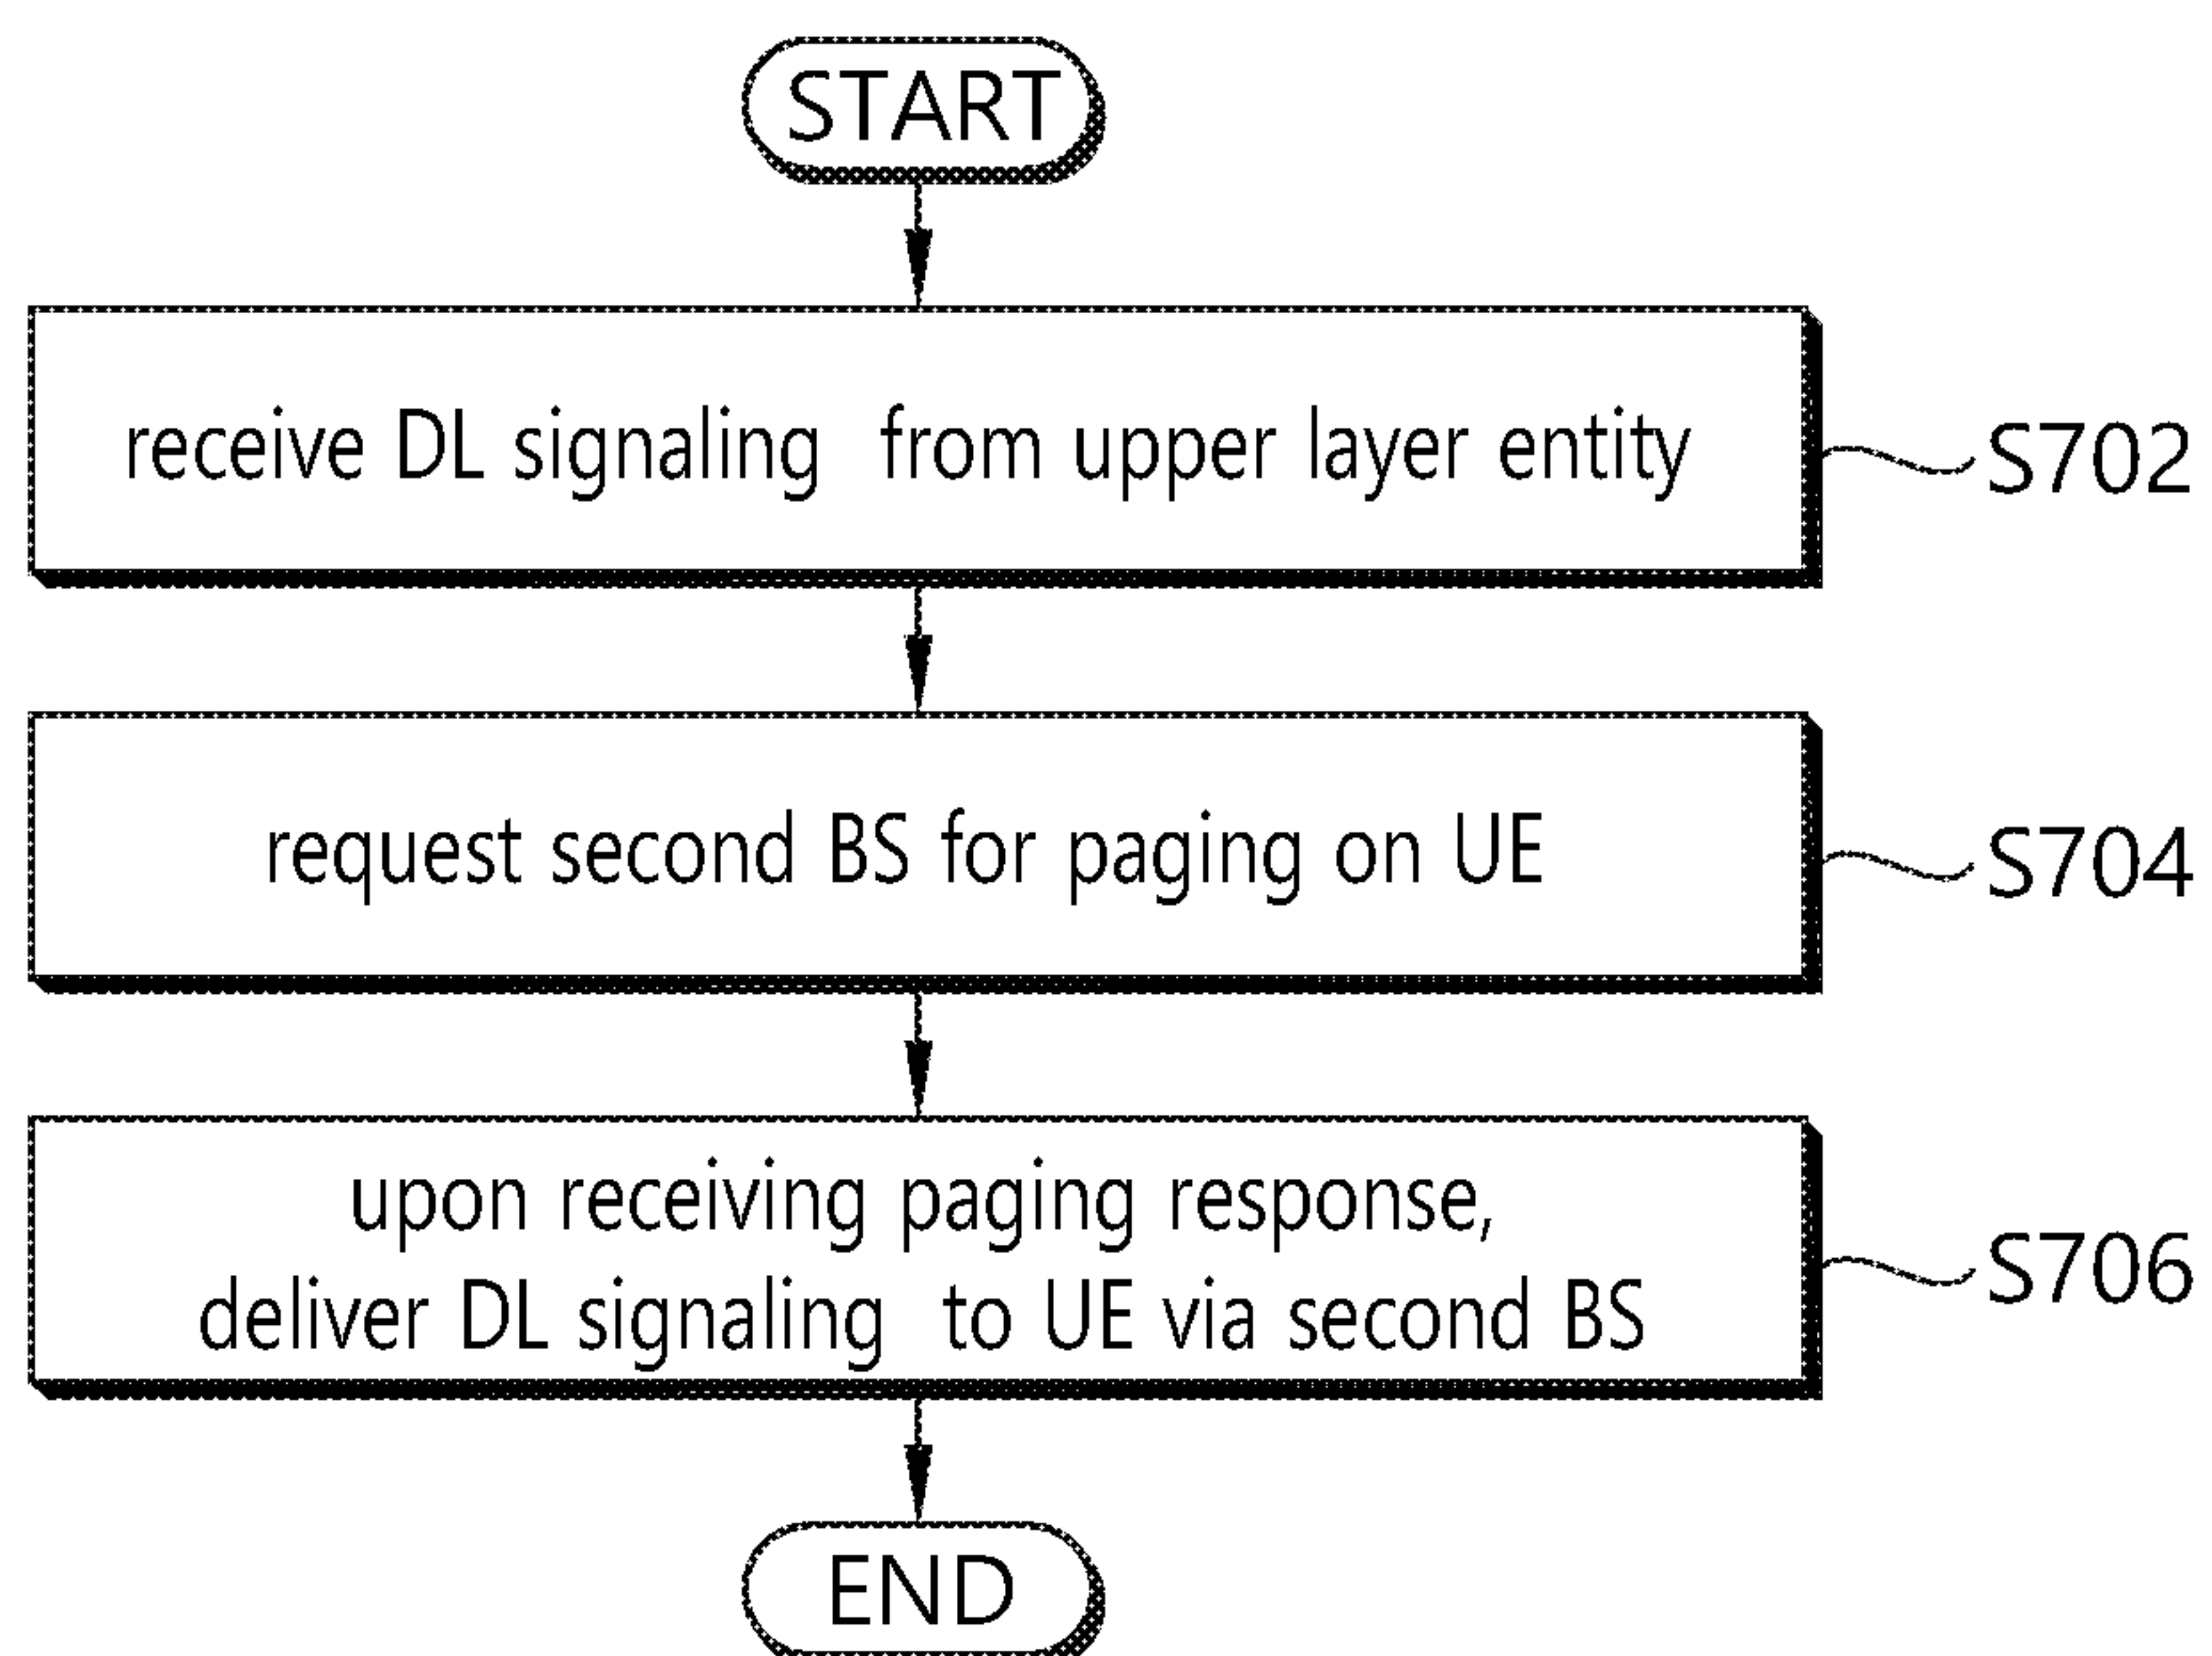 START
receive DL signaling from upper layer entity
S702
request second BS for paging on UE
S704
upon receiving paging response,
deliver DL signaling to UE via second BS
S706
END